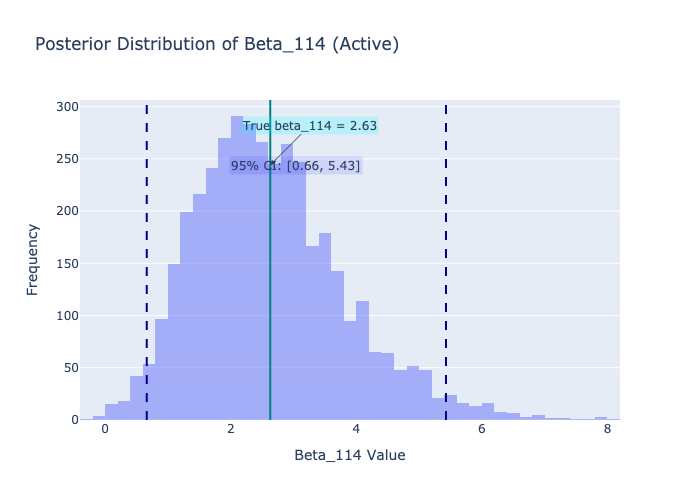 Posterior Distribution of Beta_114 (Active)
300
True beta_114 = 2.63
250
95% CI: [0.66, 5.43]
200
Frequency
150
100
50
0
0 2 4 6 8
Beta_114 Value